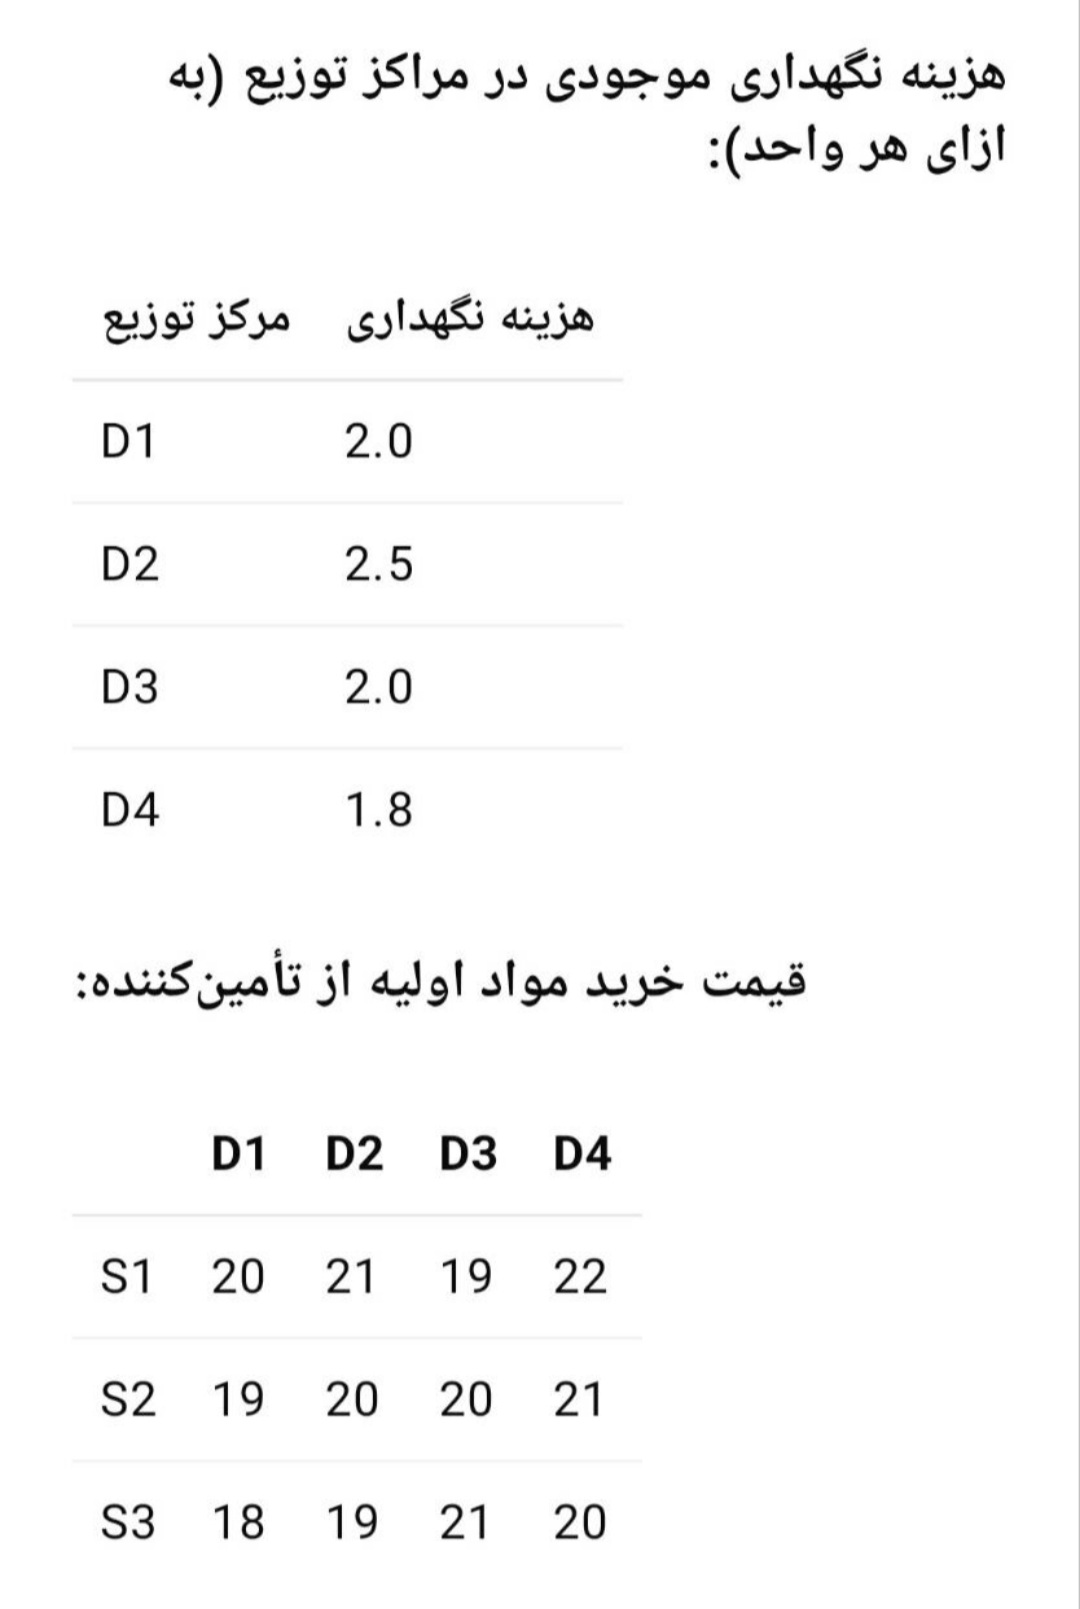 هزینه نگهداری موجودی در مراکز توزیع (به
ازای هر واحد):
مرکز توزیع هزینه نگهداری
D1 2.0
D2 2.5
D3 2.0
D4 1.8
قیمت خرید مواد اولیه از تأمین‌کننده:
D1 D2 D3 D4
S1 20 21 19 22
S2 19 20 20 21
S3 18 19 21 20